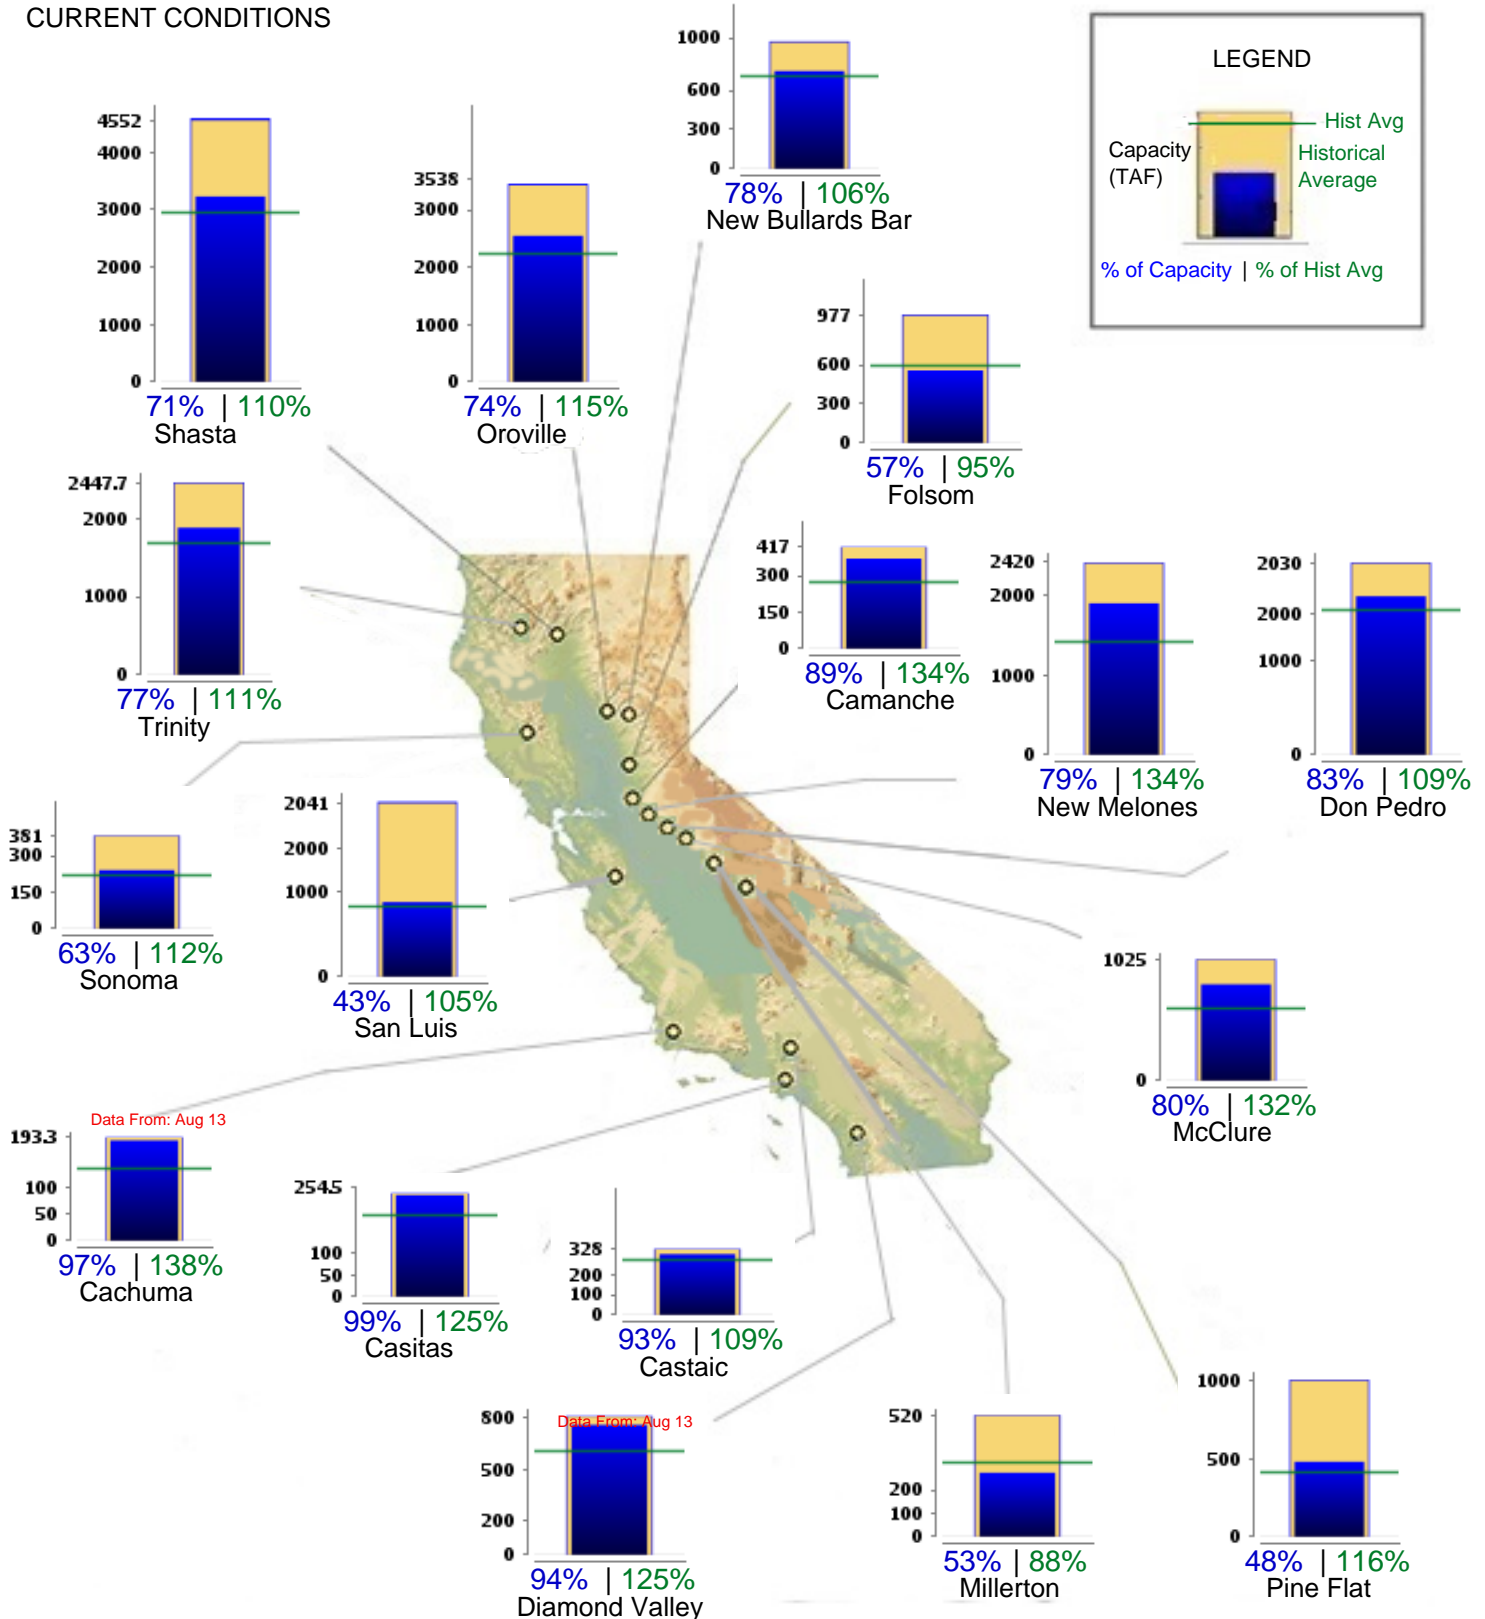 CURRENT CONDITIONS
LEGEND
Hist Avg
Capacity
(TAF)
Historical
Average
% of Capacity | % of Hist Avg
1000
600
300
0
78% | 106%
New Bullards Bar
4552
4000
3000
2000
1000
0
71% | 110%
Shasta
3538
3000
2000
1000
0
74% | 115%
Oroville
977
600
300
0
57% | 95%
Folsom
2447.7
2000
1000
0
77% | 111%
Trinity
417
300
150
0
89% | 134%
Camanche
2420
2000
1000
0
79% | 134%
New Melones
2030
2000
1000
0
83% | 109%
Don Pedro
381
300
150
0
63% | 112%
Sonoma
2041
2000
1000
0
43% | 105%
San Luis
1025
0
80% | 132%
McClure
Data From: Aug 13
193.3
100
50
0
97% | 138%
Cachuma
254.5
100
50
0
99% | 125%
Casitas
328
200
100
0
93% | 109%
Castaic
Data From: Aug 13
800
500
200
0
94% | 125%
Diamond Valley
520
200
100
0
53% | 88%
Millerton
1000
500
0
48% | 116%
Pine Flat